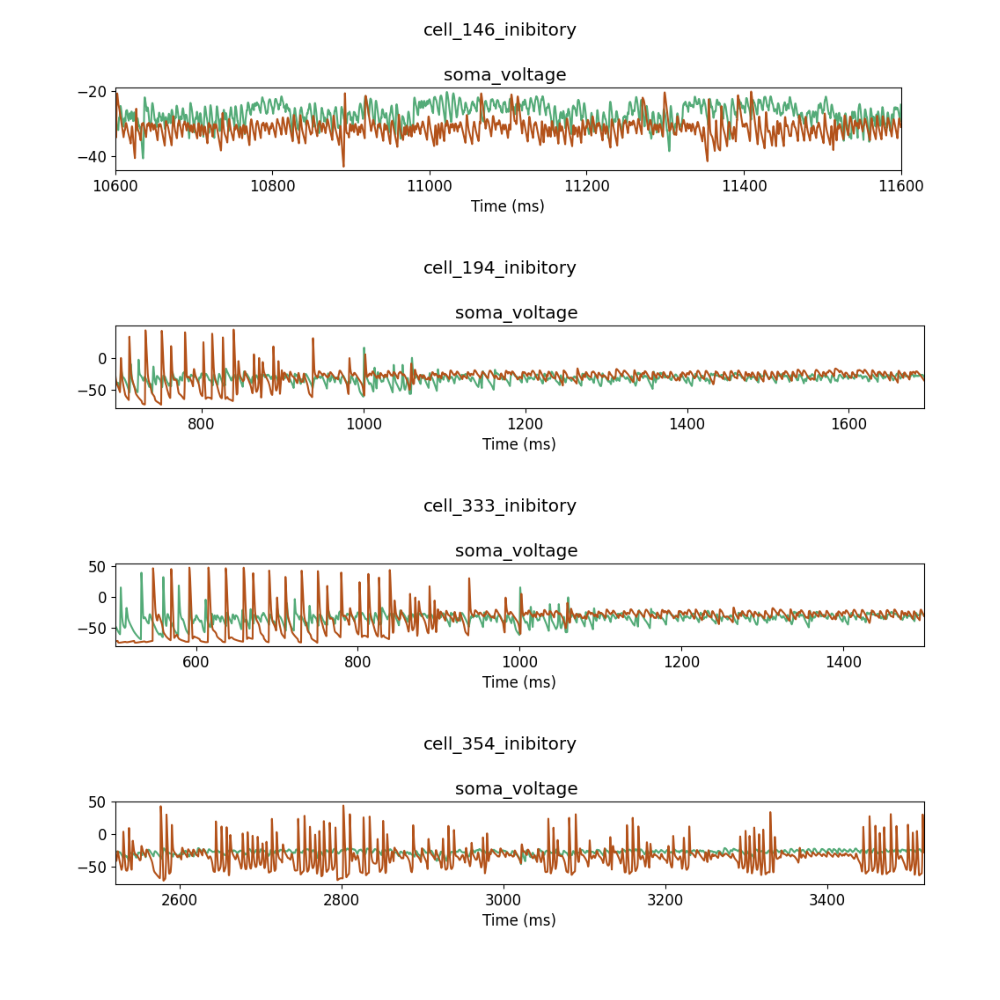 cell_146_inibitory
soma_voltage
−20
−40
10600 10800 11000 11200 11400 11600
Time (ms)
cell_194_inibitory
soma_voltage
0
−50
800 1000 1200 1400 1600
Time (ms)
cell_333_inibitory
soma_voltage
50
0
−50
600 800 1000 1200 1400
Time (ms)
cell_354_inibitory
soma_voltage
50
0
−50
2600 2800 3000 3200 3400
Time (ms)